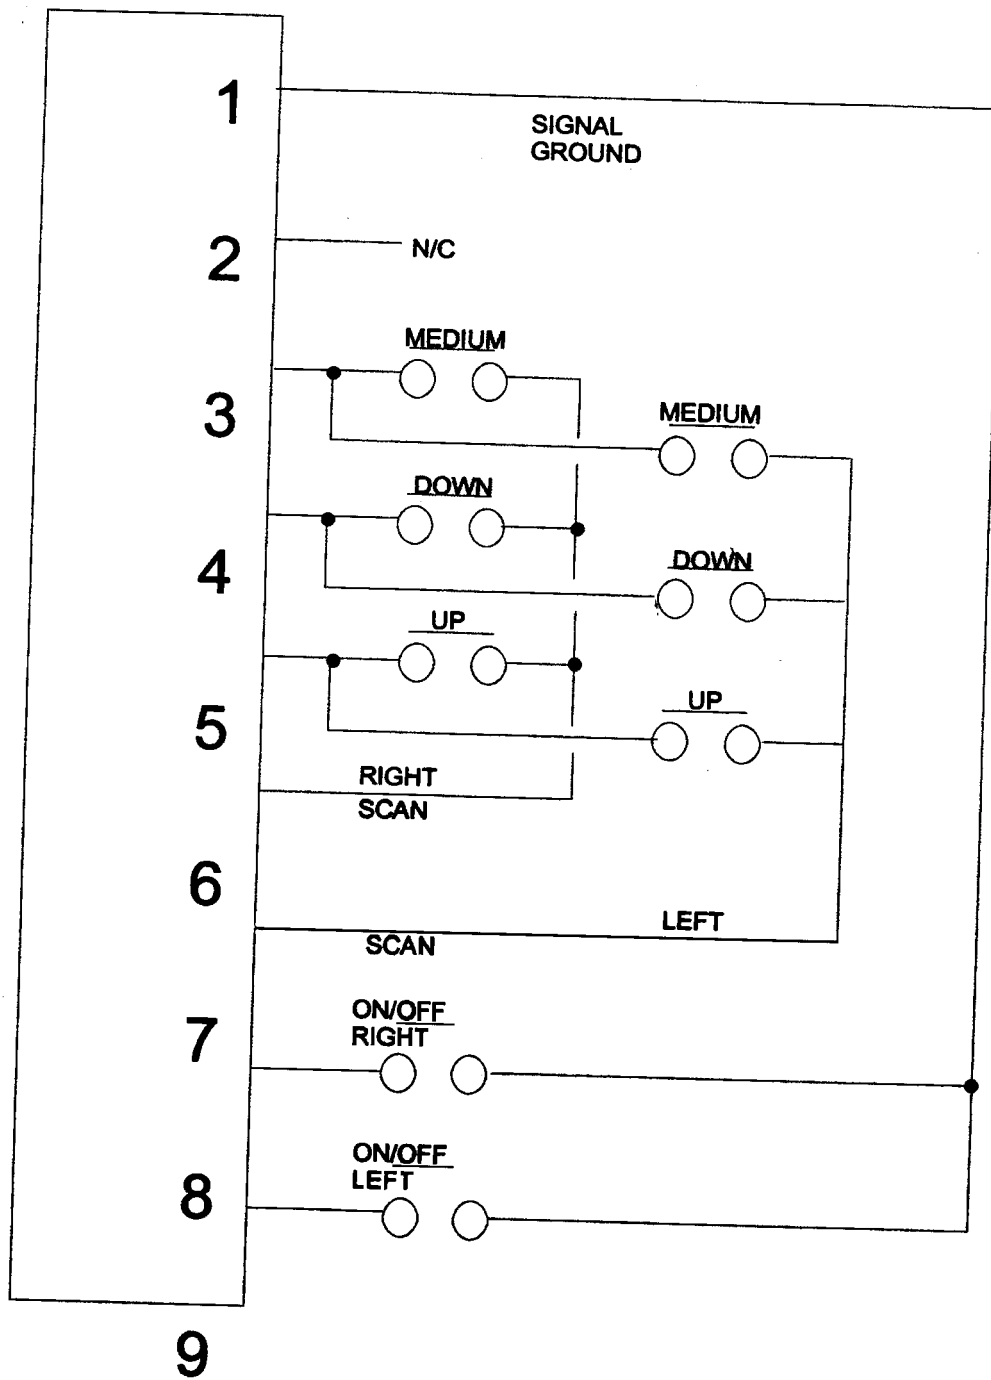 1
SIGNAL
GROUND
2
N/C
MEDIUM
3
MEDIUM
DOWN
4
DOWN
UP
5
UP
RIGHT
SCAN
6
LEFT
SCAN
7
ON/OFF
RIGHT
ON/OFF
LEFT
8
9